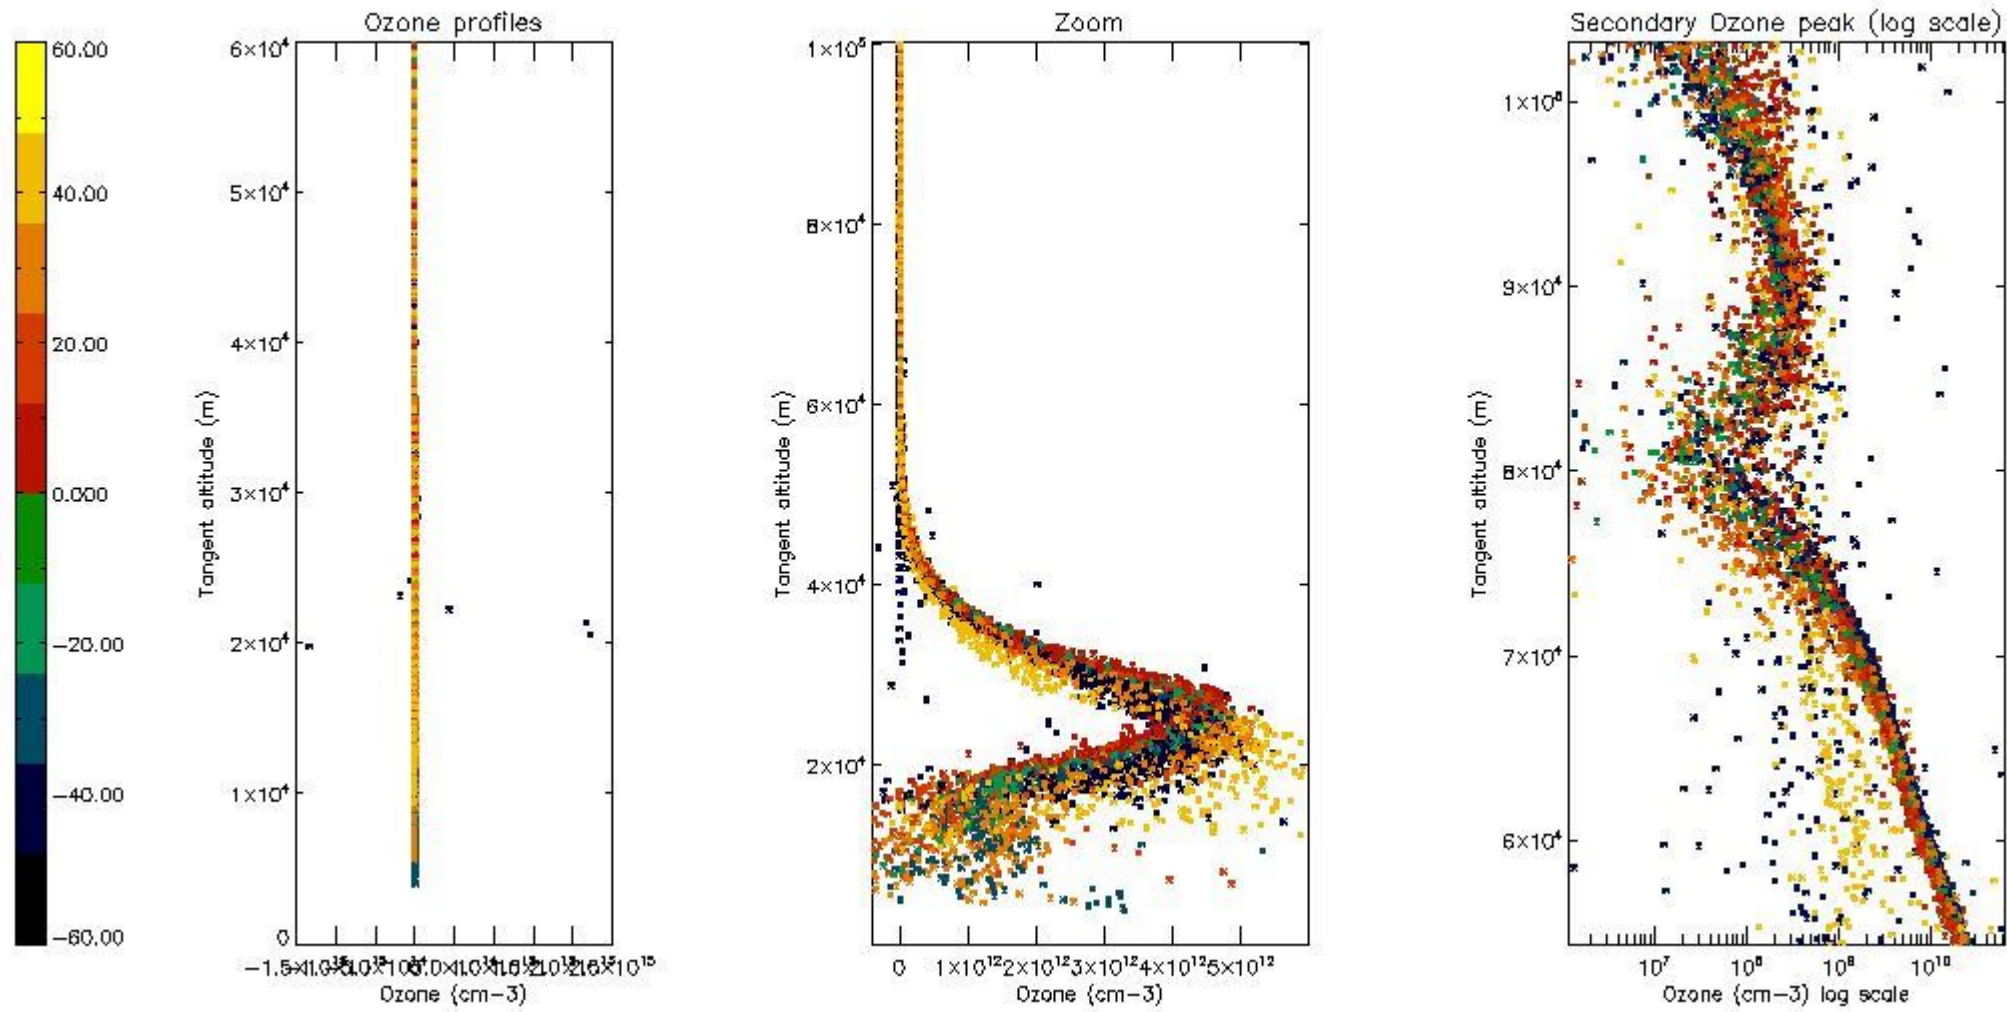 Ozone profiles
Zoom
Secondary Ozone peak (log scale)
60.00
40.00
20.00
0.000
−20.00
−40.00
−60.00
6×10⁴
5×10⁴
4×10⁴
3×10⁴
2×10⁴
1×10⁴
0
Tangent altitude (m)
Ozone (cm−3)
1×10⁵
8×10⁴
6×10⁴
4×10⁴
2×10⁴
Tangent altitude (m)
0 1×10¹² 2×10¹² 3×10¹² 4×10¹² 5×10¹²
Ozone (cm−3)
1×10⁵
9×10⁴
8×10⁴
7×10⁴
6×10⁴
Tangent altitude (m)
10⁷ 10⁸ 10⁹ 10¹⁰
Ozone (cm−3) log scale